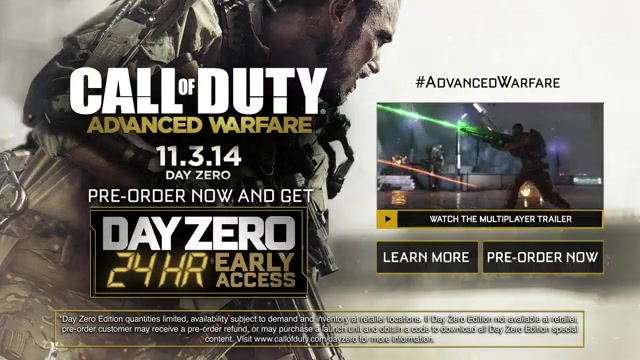 CALL OF DUTY
ADVANCED WARFARE
11.3.14
DAY ZERO
PRE-ORDER NOW AND GET
DAY ZERO
24 HR EARLY ACCESS
#ADVANCEDWARFARE
WATCH THE MULTIPLAYER TRAILER
LEARN MORE
PRE-ORDER NOW
*Day Zero Edition quantities limited, availability subject to demand and inventory at retailer locations. If Day Zero Edition not available at retailer,
pre-order customer may receive a pre-order refund, or may purchase a launch unit and obtain a code to download all Day Zero Edition special
content. Visit www.callofduty.com/dayzero for more information.